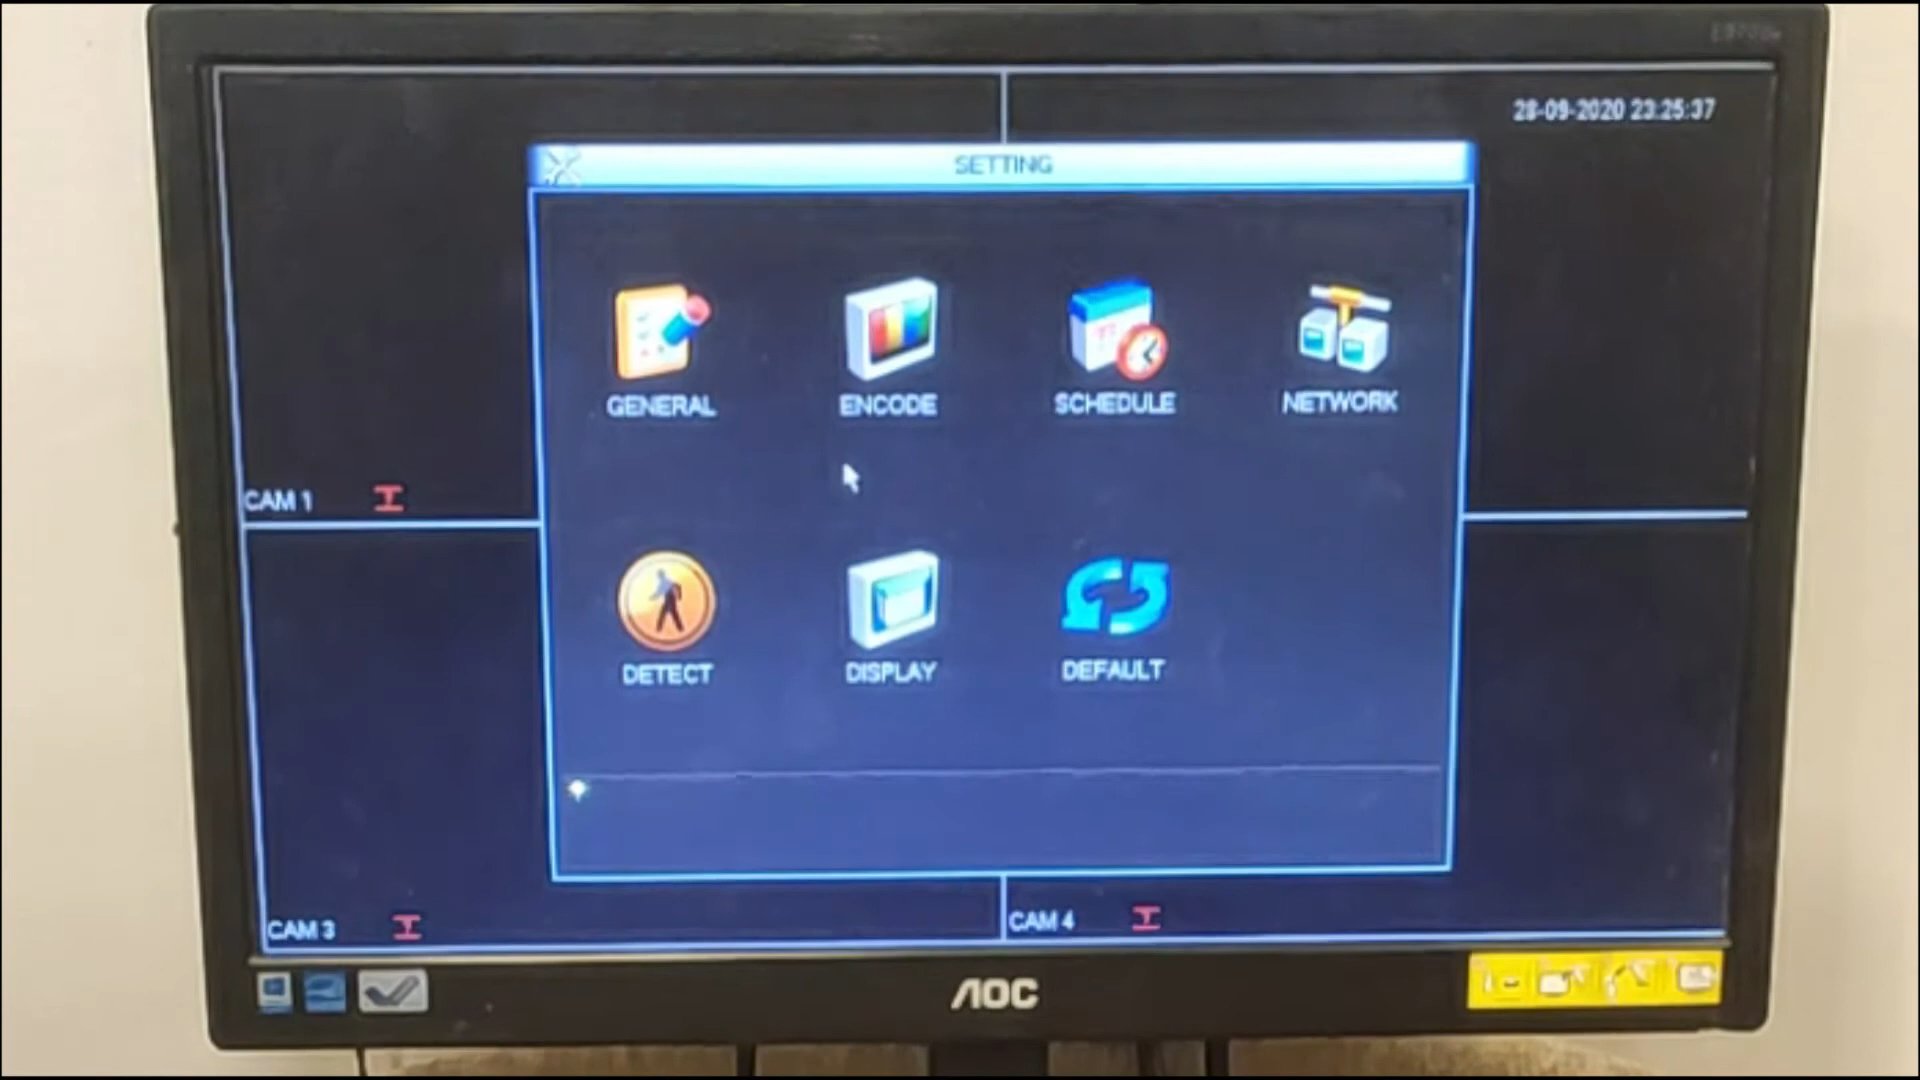 28-09-2020 23:25:37
SETTING
GENERAL
ENCODE
SCHEDULE
NETWORK
CAM 1
DETECT
DISPLAY
DEFAULT
CAM 3
CAM 4
AOC